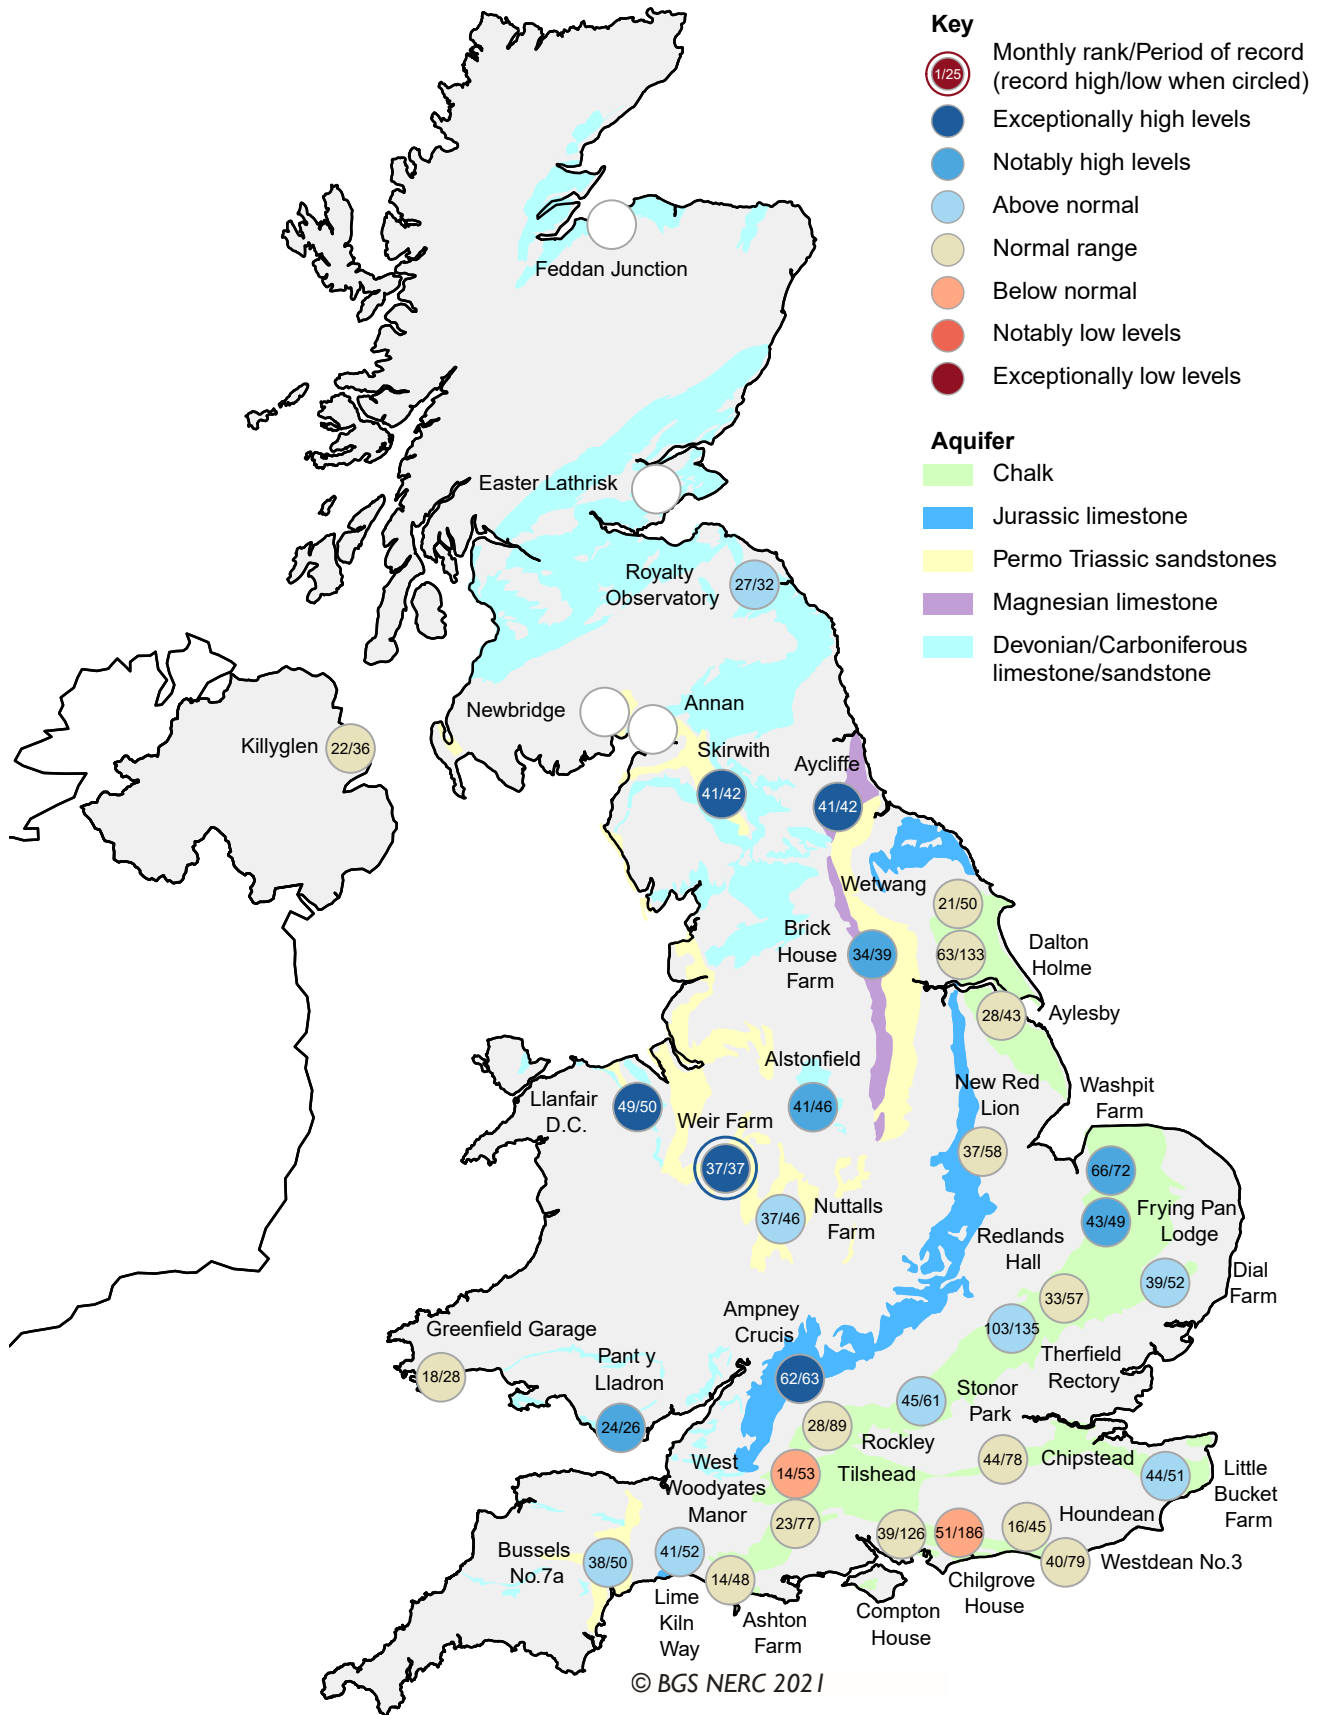 Key
1/25
Monthly rank/Period of record
(record high/low when circled)
Exceptionally high levels
Notably high levels
Above normal
Normal range
Below normal
Notably low levels
Exceptionally low levels
Aquifer
Chalk
Jurassic limestone
Permo Triassic sandstones
Magnesian limestone
Devonian/Carboniferous
limestone/sandstone
Feddan Junction
Easter Lathrisk
Royalty
Observatory
27/32
Newbridge
Annan
Killyglen
22/36
Skirwith
41/42
Aycliffe
41/42
Wetwang
21/50
Brick
House
Farm
34/39
63/133
Dalton
Holme
28/43
Aylesby
Alstonfield
41/46
Llanfair
D.C.
49/50
Weir Farm
37/37
New Red
Lion
37/58
Washpit
Farm
66/72
Nuttalls
Farm
37/46
43/49
Frying Pan
Lodge
Redlands
Hall
33/57
39/52
Dial
Farm
Ampney
Crucis
62/63
103/135
Therfield
Rectory
Greenfield Garage
18/28
Pant y
Lladron
24/26
45/61
Stonor
Park
28/89
Rockley
44/78
Chipstead
44/51
Little
Bucket
Farm
West
Woodyates
Manor
14/53
Tilshead
23/77
39/126
51/186
16/45
Houndean
40/79
Westdean No.3
Bussels
No.7a
38/50
41/52
Lime
Kiln
Way
14/48
Ashton
Farm
Compton
House
Chilgrove
House
© BGS NERC 2021